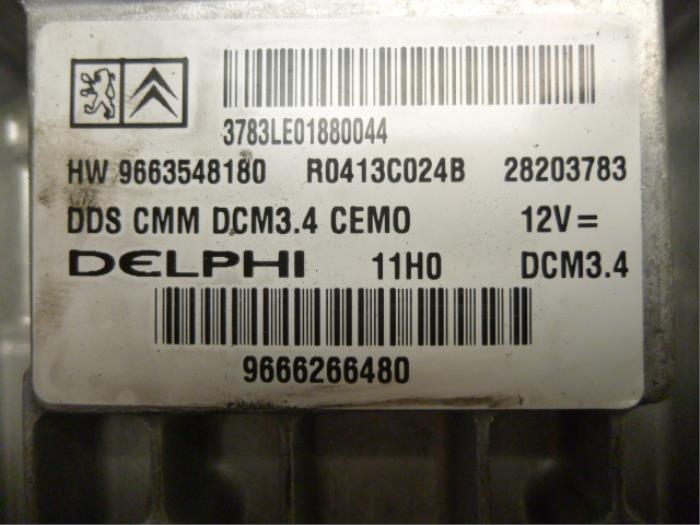 3783LE01880044
HW 9663548180 R0413C024B 28203783
DDS CMM DCM3.4 CEMO 12V=
DELPHI 11H0 DCM3.4
9666266480